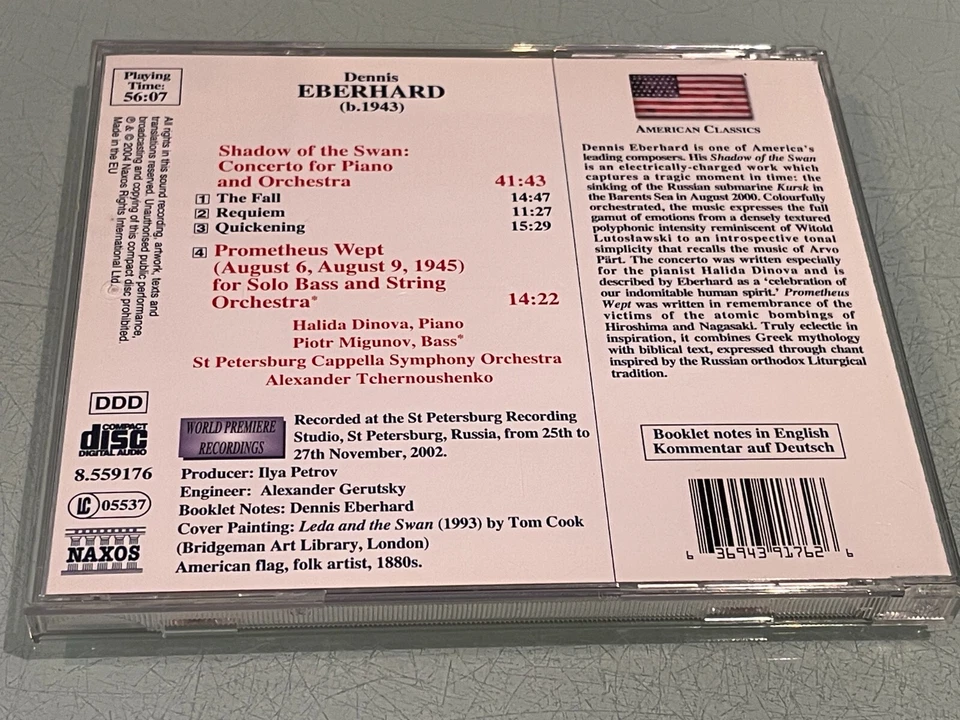 Playing
Time:
56:07
All rights in this sound recording, artwork, texts and
translations reserved. Unauthorised public performance,
broadcasting and copying of this compact disc prohibited.
℗ & © 2004 Naxos Rights International Ltd.
Made in the EU
Dennis
EBERHARD
(b.1943)
Shadow of the Swan:
Concerto for Piano
and Orchestra 41:43
1 The Fall 14:47
2 Requiem 11:27
3 Quickening 15:29
4 Prometheus Wept
(August 6, August 9, 1945)
for Solo Bass and String
Orchestra* 14:22
Halida Dinova, Piano
Piotr Migunov, Bass*
St Petersburg Cappella Symphony Orchestra
Alexander Tchernoushenko
DDD
COMPACT
disc
DIGITAL AUDIO
8.559176
LC 05537
NAXOS
WORLD PREMIERE
RECORDINGS
Recorded at the St Petersburg Recording
Studio, St Petersburg, Russia, from 25th to
27th November, 2002.
Producer: Ilya Petrov
Engineer: Alexander Gerutsky
Booklet Notes: Dennis Eberhard
Cover Painting: Leda and the Swan (1993) by Tom Cook
(Bridgeman Art Library, London)
American flag, folk artist, 1880s.
AMERICAN CLASSICS
Dennis Eberhard is one of America's
leading composers. His Shadow of the Swan
is an electrically-charged work which
captures a tragic moment in time: the
sinking of the Russian submarine Kursk in
the Barents Sea in August 2000. Colourfully
orchestrated, the music expresses the full
gamut of emotions from a densely textured
polyphonic intensity reminiscent of Witold
Lutosławski to an introspective tonal
simplicity that recalls the music of Arvo
Pärt. The concerto was written especially
for the pianist Halida Dinova and is
described by Eberhard as a 'celebration of
our indomitable human spirit.' Prometheus
Wept was written in remembrance of the
victims of the atomic bombings of
Hiroshima and Nagasaki. Truly eclectic in
inspiration, it combines Greek mythology
with biblical text, expressed through chant
inspired by the Russian orthodox Liturgical
tradition.
Booklet notes in English
Kommentar auf Deutsch
6 36943 91762 6